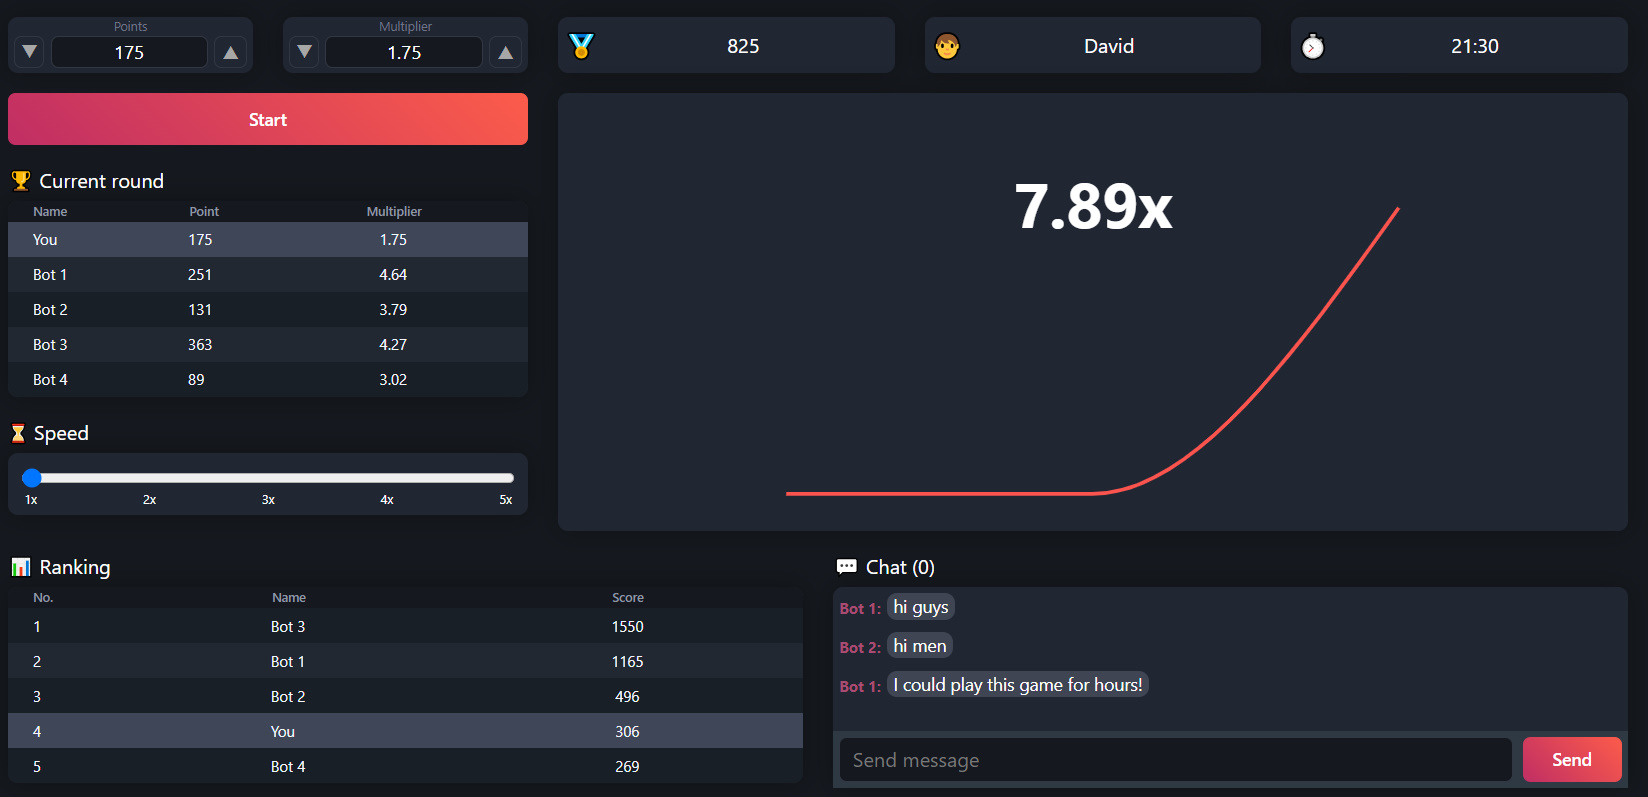 Points
175
Multiplier
1.75
825
David
21:30
Start
Current round
Name Point Multiplier
You 175 1.75
Bot 1 251 4.64
Bot 2 131 3.79
Bot 3 363 4.27
Bot 4 89 3.02
7.89x
Speed
1x 2x 3x 4x 5x
Ranking
No. Name Score
1 Bot 3 1550
2 Bot 1 1165
3 Bot 2 496
4 You 306
5 Bot 4 269
Chat (0)
Bot 1: hi guys
Bot 2: hi men
Bot 1: I could play this game for hours!
Send message
Send